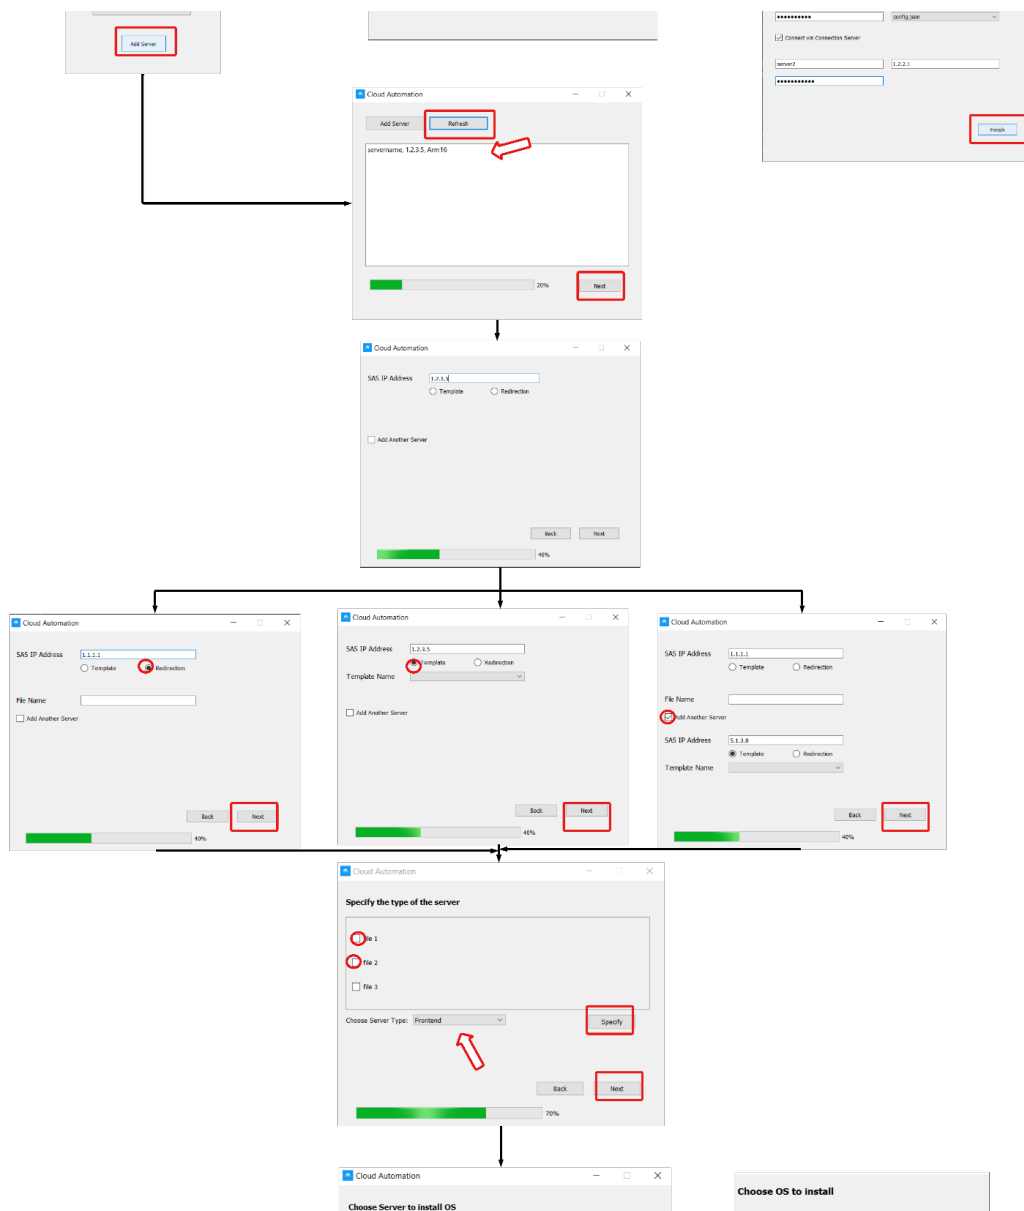 config.json
Connect via Connection Server
Add Server
server2 1.2.2.1
Finish
Cloud Automation
Add Server Refresh
servername, 1.2.3.5, Arm16
20% Next
Cloud Automation
SAS IP Address 1.2.3.5
Template Redirection
Add Another Server
Back Next
40%
Cloud Automation
SAS IP Address 1.1.1.1
Template Redirection
File Name
Add Another Server
Back Next
40%
Cloud Automation
SAS IP Address 1.2.3.5
Template Redirection
Template Name
Add Another Server
Back Next
40%
Cloud Automation
SAS IP Address 1.1.1.1
Template Redirection
File Name
Add Another Server
SAS IP Address 5.1.3.8
Template Redirection
Template Name
Back Next
40%
Cloud Automation
Specify the type of the server
file 1
file 2
file 3
Choose Server Type: Frontend Specify
Back Next
70%
Cloud Automation
Choose Server to install OS
Choose OS to install